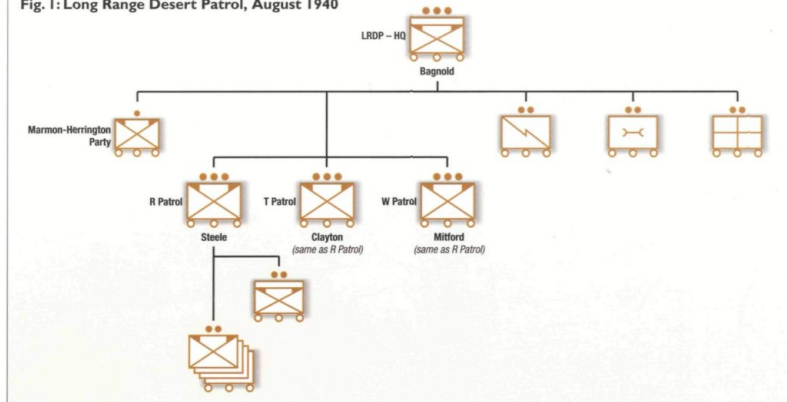 Fig. 1: Long Range Desert Patrol, August 1940
LRDP – HQ
Bagnold
Marmon-Herrington
Party
R Patrol
T Patrol
W Patrol
Steele
Clayton
(same as R Patrol)
Mitford
(same as R Patrol)